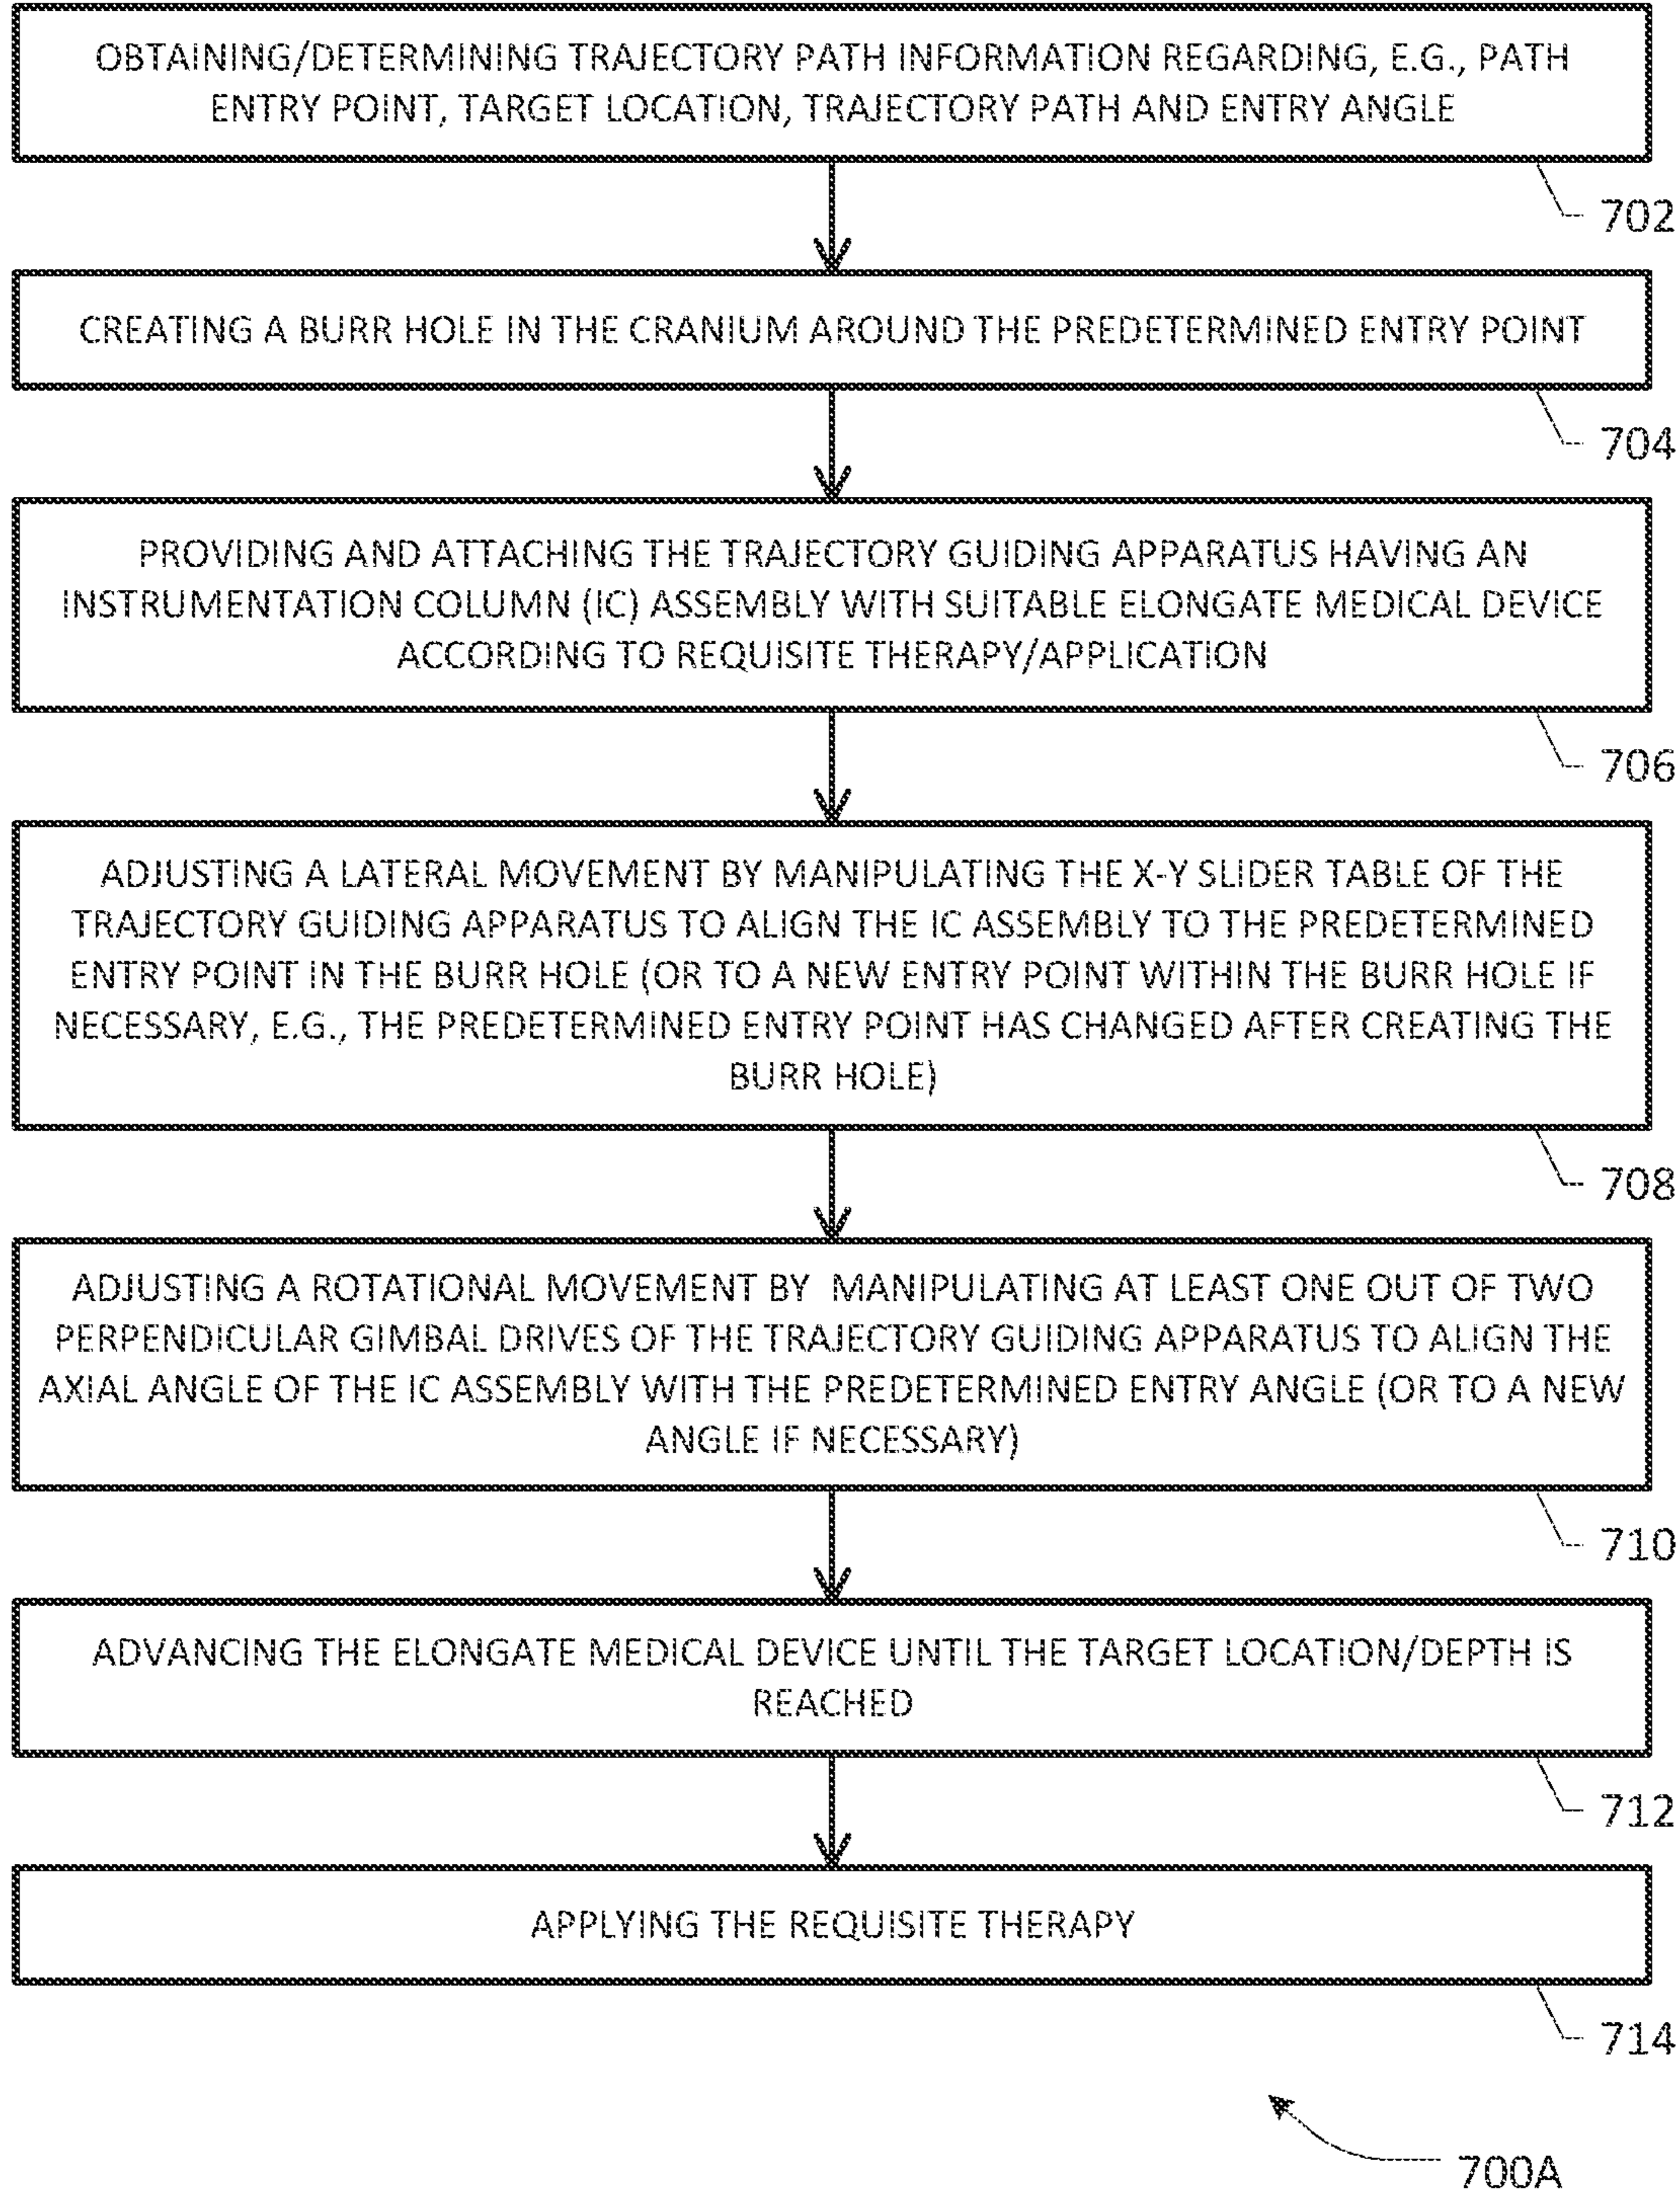 OBTAINING/DETERMINING TRAJECTORY PATH INFORMATION REGARDING, E.G., PATH
ENTRY POINT, TARGET LOCATION, TRAJECTORY PATH AND ENTRY ANGLE
702
CREATING A BURR HOLE IN THE CRANIUM AROUND THE PREDETERMINED ENTRY POINT
704
PROVIDING AND ATTACHING THE TRAJECTORY GUIDING APPARATUS HAVING AN
INSTRUMENTATION COLUMN (IC) ASSEMBLY WITH SUITABLE ELONGATE MEDICAL DEVICE
ACCORDING TO REQUISITE THERAPY/APPLICATION
706
ADJUSTING A LATERAL MOVEMENT BY MANIPULATING THE X-Y SLIDER TABLE OF THE
TRAJECTORY GUIDING APPARATUS TO ALIGN THE IC ASSEMBLY TO THE PREDETERMINED
ENTRY POINT IN THE BURR HOLE (OR TO A NEW ENTRY POINT WITHIN THE BURR HOLE IF
NECESSARY, E.G., THE PREDETERMINED ENTRY POINT HAS CHANGED AFTER CREATING THE
BURR HOLE)
708
ADJUSTING A ROTATIONAL MOVEMENT BY MANIPULATING AT LEAST ONE OUT OF TWO
PERPENDICULAR GIMBAL DRIVES OF THE TRAJECTORY GUIDING APPARATUS TO ALIGN THE
AXIAL ANGLE OF THE IC ASSEMBLY WITH THE PREDETERMINED ENTRY ANGLE (OR TO A NEW
ANGLE IF NECESSARY)
710
ADVANCING THE ELONGATE MEDICAL DEVICE UNTIL THE TARGET LOCATION/DEPTH IS
REACHED
712
APPLYING THE REQUISITE THERAPY
714
700A